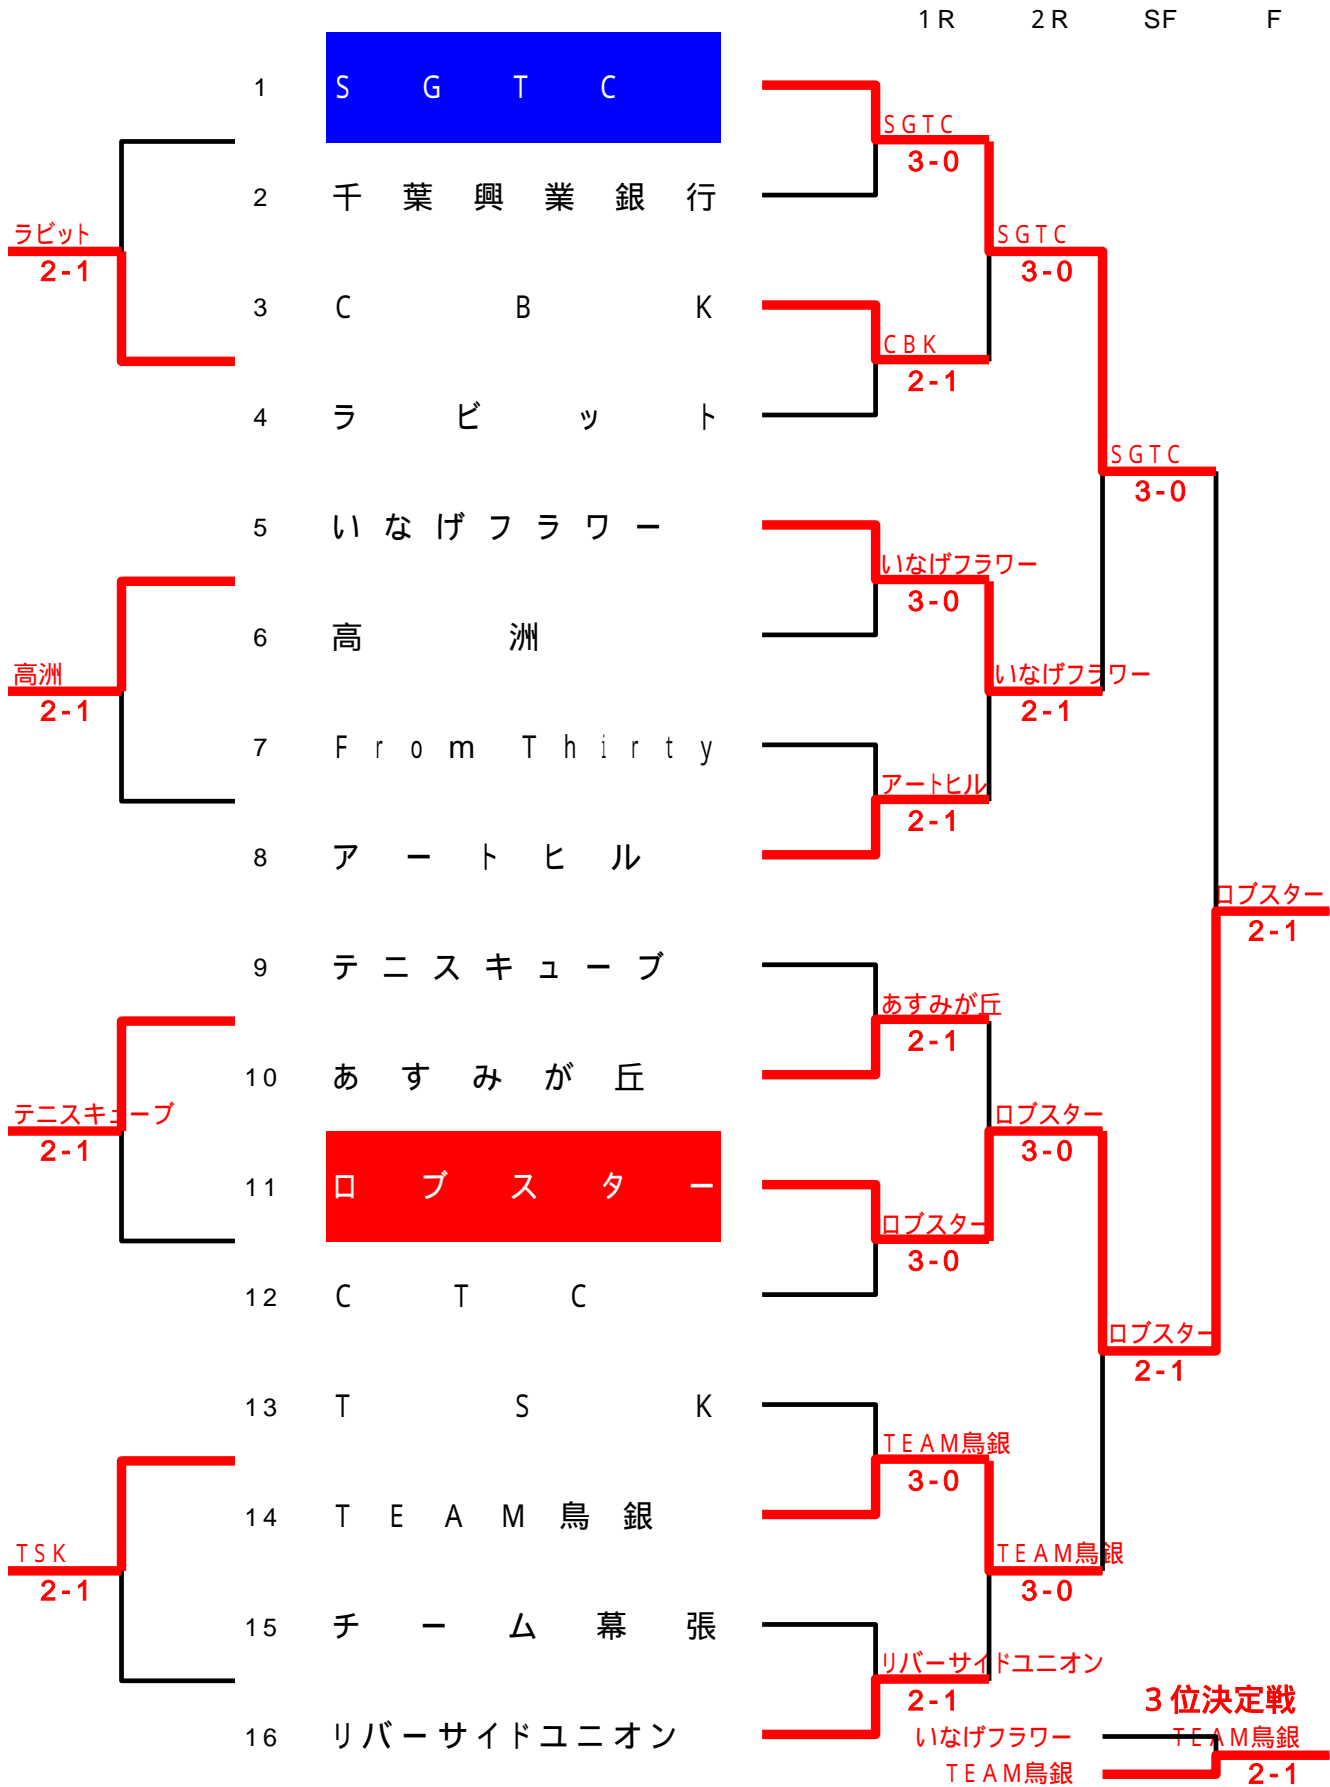 1R 2R SF F
1 SGTC
SGTC
3-0
2 千葉興業銀行
ラビット
2-1
SGTC
3-0
3 CBK
CBK
2-1
4 ラビット
SGTC
3-0
5 いなげフラワー
いなげフラワー
3-0
6 高洲
高洲
2-1
いなげフラワー
2-1
7 From Thirty
アートヒル
2-1
8 アートヒル
ロブスター
2-1
9 テニスキューブ
あすみが丘
2-1
10 あすみが丘
テニスキューブ
2-1
ロブスター
3-0
11 ロブスター
ロブスター
3-0
12 CTC
ロブスター
2-1
13 TSK
TEAM鳥銀
3-0
14 TEAM鳥銀
TSK
2-1
TEAM鳥銀
3-0
15 チーム幕張
リバーサイドユニオン
2-1
16 リバーサイドユニオン
3位決定戦
いなげフラワー
TEAM鳥銀
TEAM鳥銀
2-1